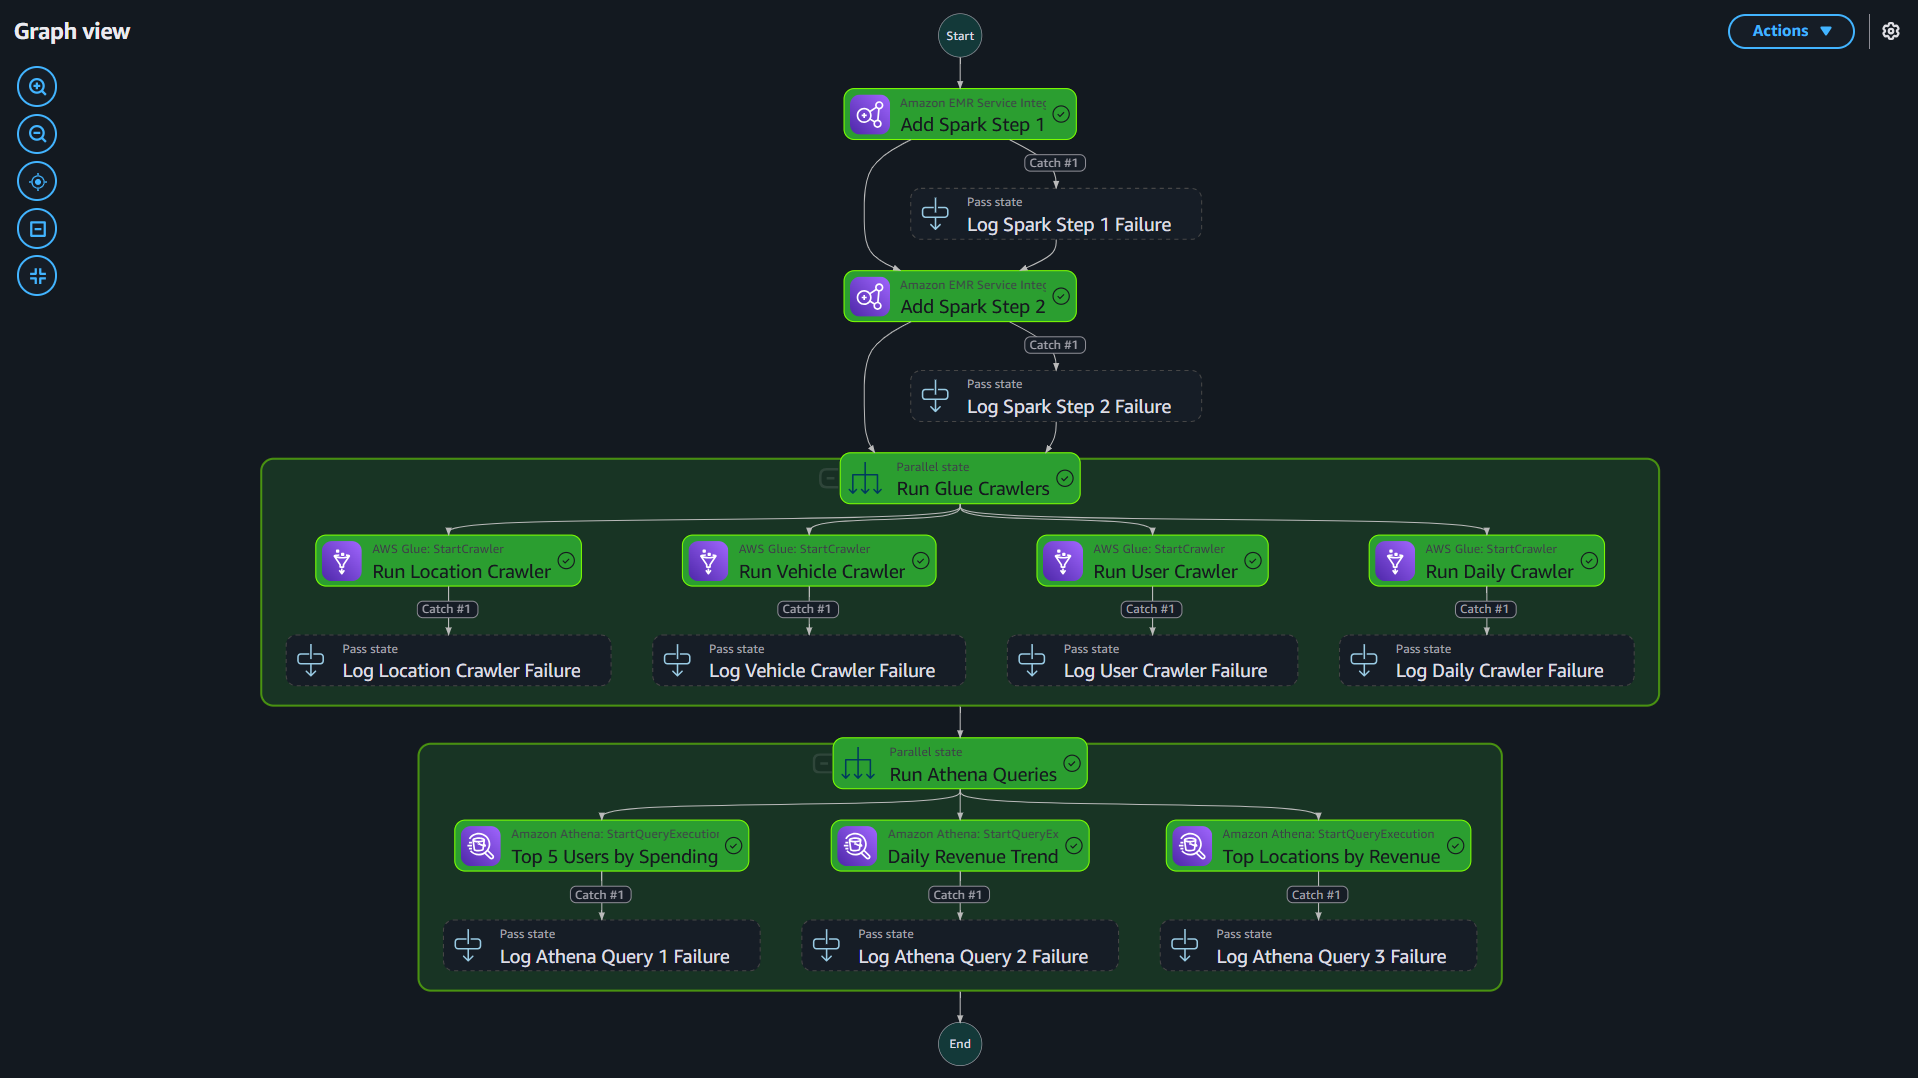 Graph view
Actions
Start
Amazon EMR Service Integ
Add Spark Step 1
Catch #1
Pass state
Log Spark Step 1 Failure
Amazon EMR Service Integ
Add Spark Step 2
Catch #1
Pass state
Log Spark Step 2 Failure
Parallel state
Run Glue Crawlers
AWS Glue: StartCrawler
Run Location Crawler
AWS Glue: StartCrawler
Run Vehicle Crawler
AWS Glue: StartCrawler
Run User Crawler
AWS Glue: StartCrawler
Run Daily Crawler
Catch #1
Catch #1
Catch #1
Catch #1
Pass state
Log Location Crawler Failure
Pass state
Log Vehicle Crawler Failure
Pass state
Log User Crawler Failure
Pass state
Log Daily Crawler Failure
Parallel state
Run Athena Queries
Amazon Athena: StartQueryExecution
Top 5 Users by Spending
Amazon Athena: StartQueryEx
Daily Revenue Trend
Amazon Athena: StartQueryExecution
Top Locations by Revenue
Catch #1
Catch #1
Catch #1
Pass state
Log Athena Query 1 Failure
Pass state
Log Athena Query 2 Failure
Pass state
Log Athena Query 3 Failure
End